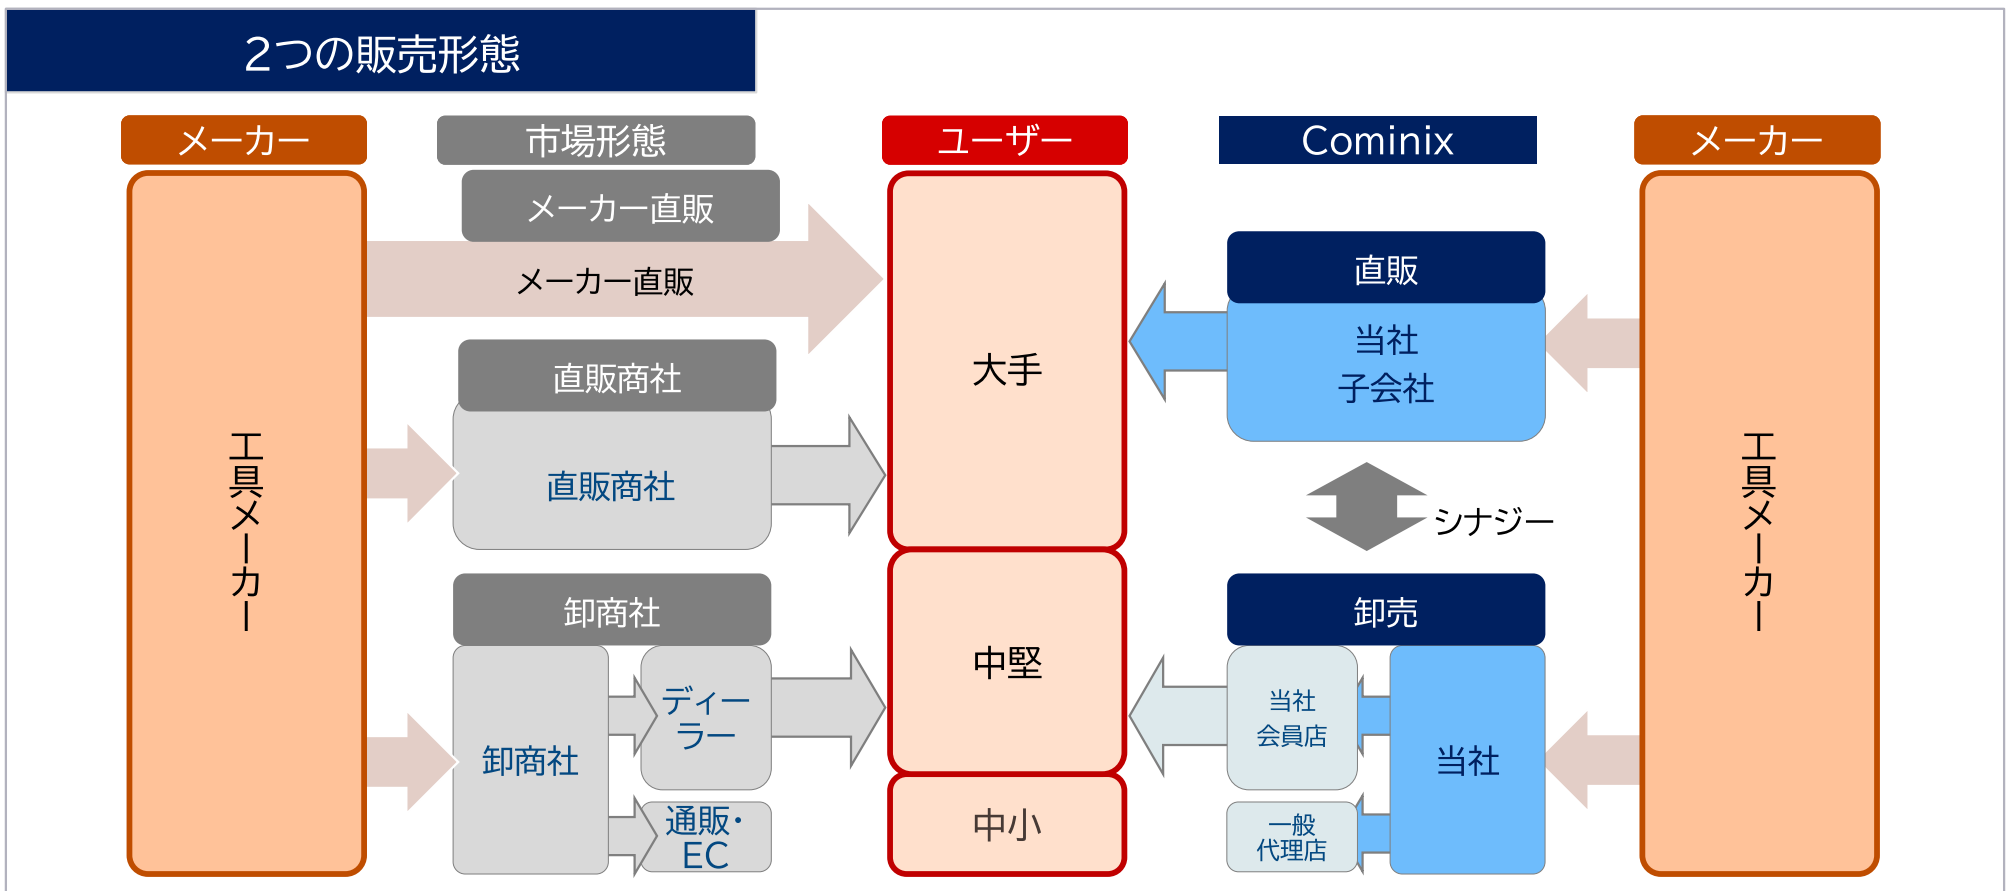 2つの販売形態
メーカー
市場形態
ユーザー
Cominix
メーカー
メーカー直販
メーカー直販
直販商社
直販商社
卸商社
卸商社
ディー
ラー
通販・
EC
工具メーカー
大手
中堅
中小
直販
当社
子会社
シナジー
卸売
当社
会員店
当社
一般
代理店
工具メーカー